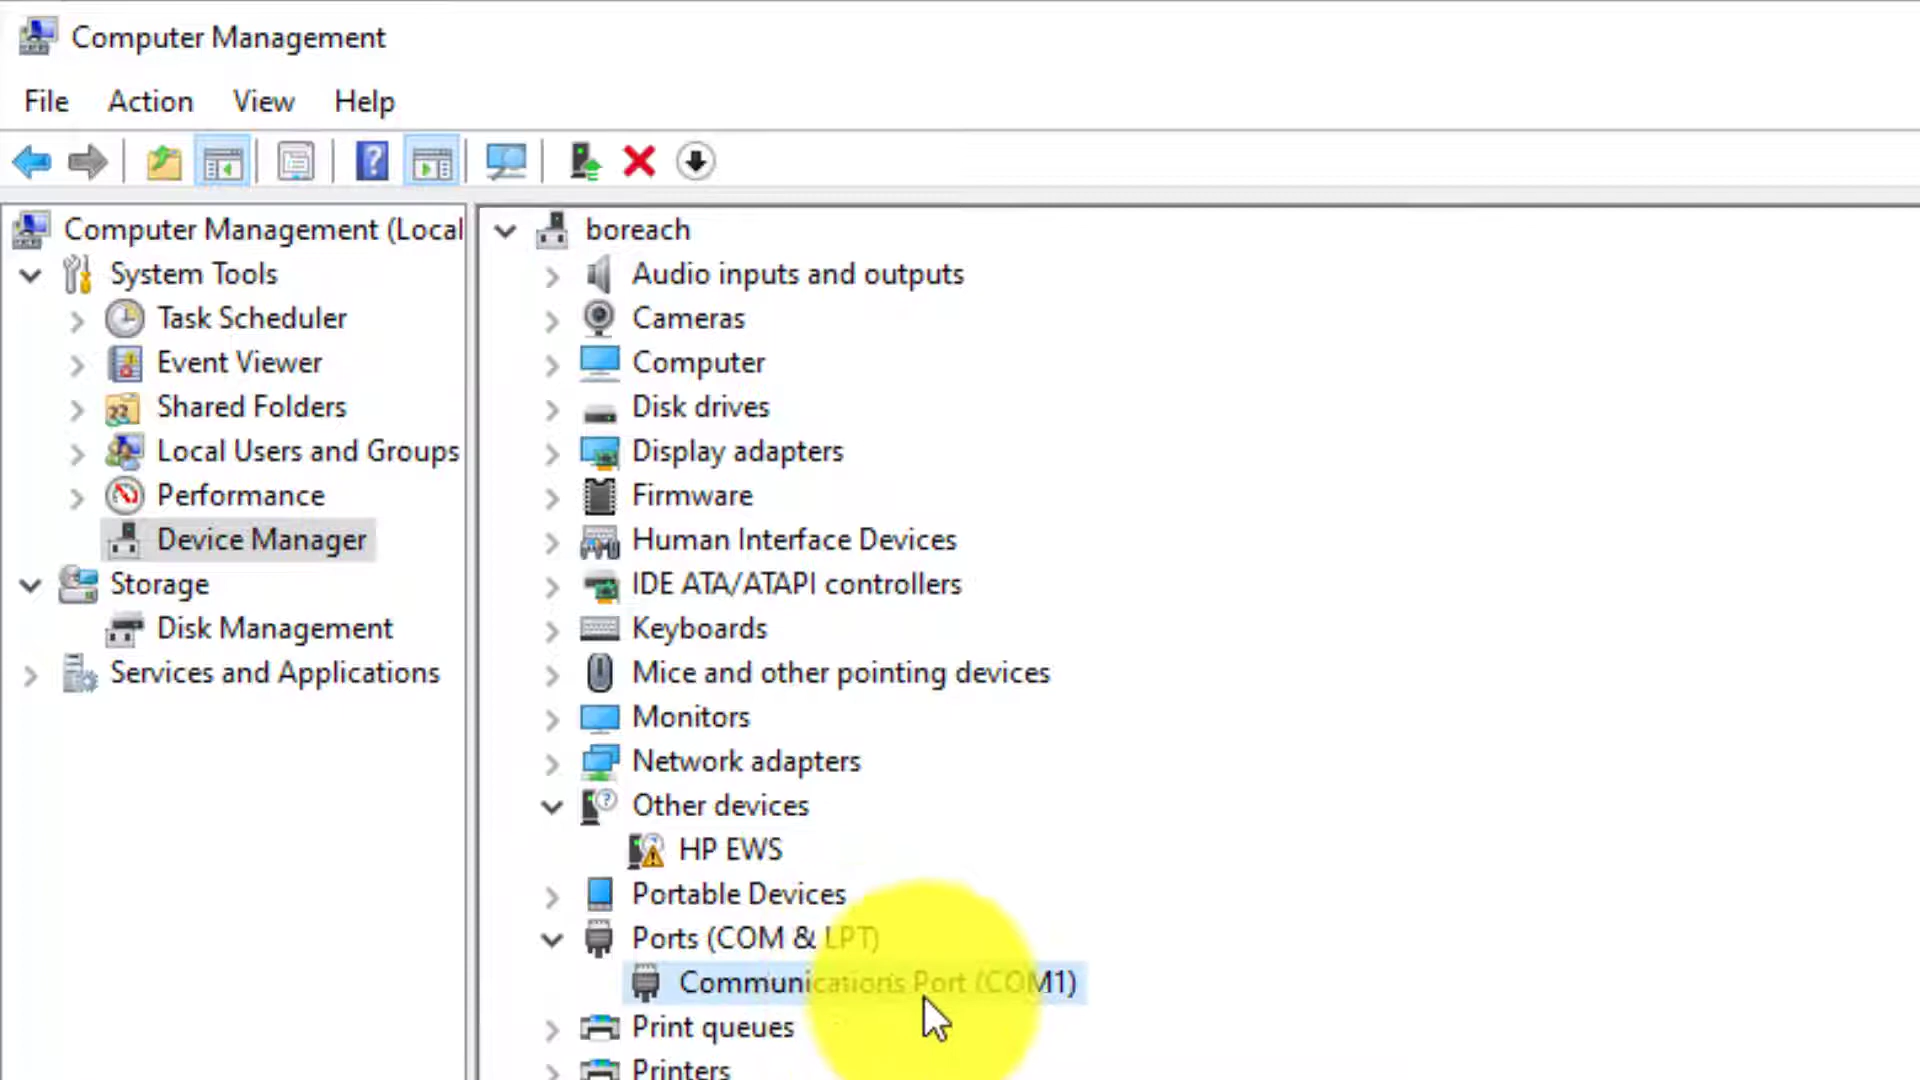 Computer Management
File Action View Help
Computer Management (Local
System Tools
Task Scheduler
Event Viewer
Shared Folders
Local Users and Groups
Performance
Device Manager
Storage
Disk Management
Services and Applications
boreach
Audio inputs and outputs
Cameras
Computer
Disk drives
Display adapters
Firmware
Human Interface Devices
IDE ATA/ATAPI controllers
Keyboards
Mice and other pointing devices
Monitors
Network adapters
Other devices
HP EWS
Portable Devices
Ports (COM & LPT)
Communications Port (COM1)
Print queues
Printers